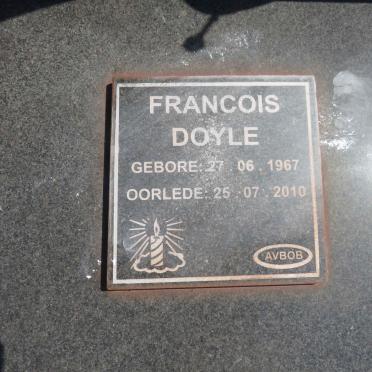 FRANCOIS
DOYLE
GEBORE: 27 . 06 . 1967
OORLEDE: 25 . 07 . 2010
AVBOB